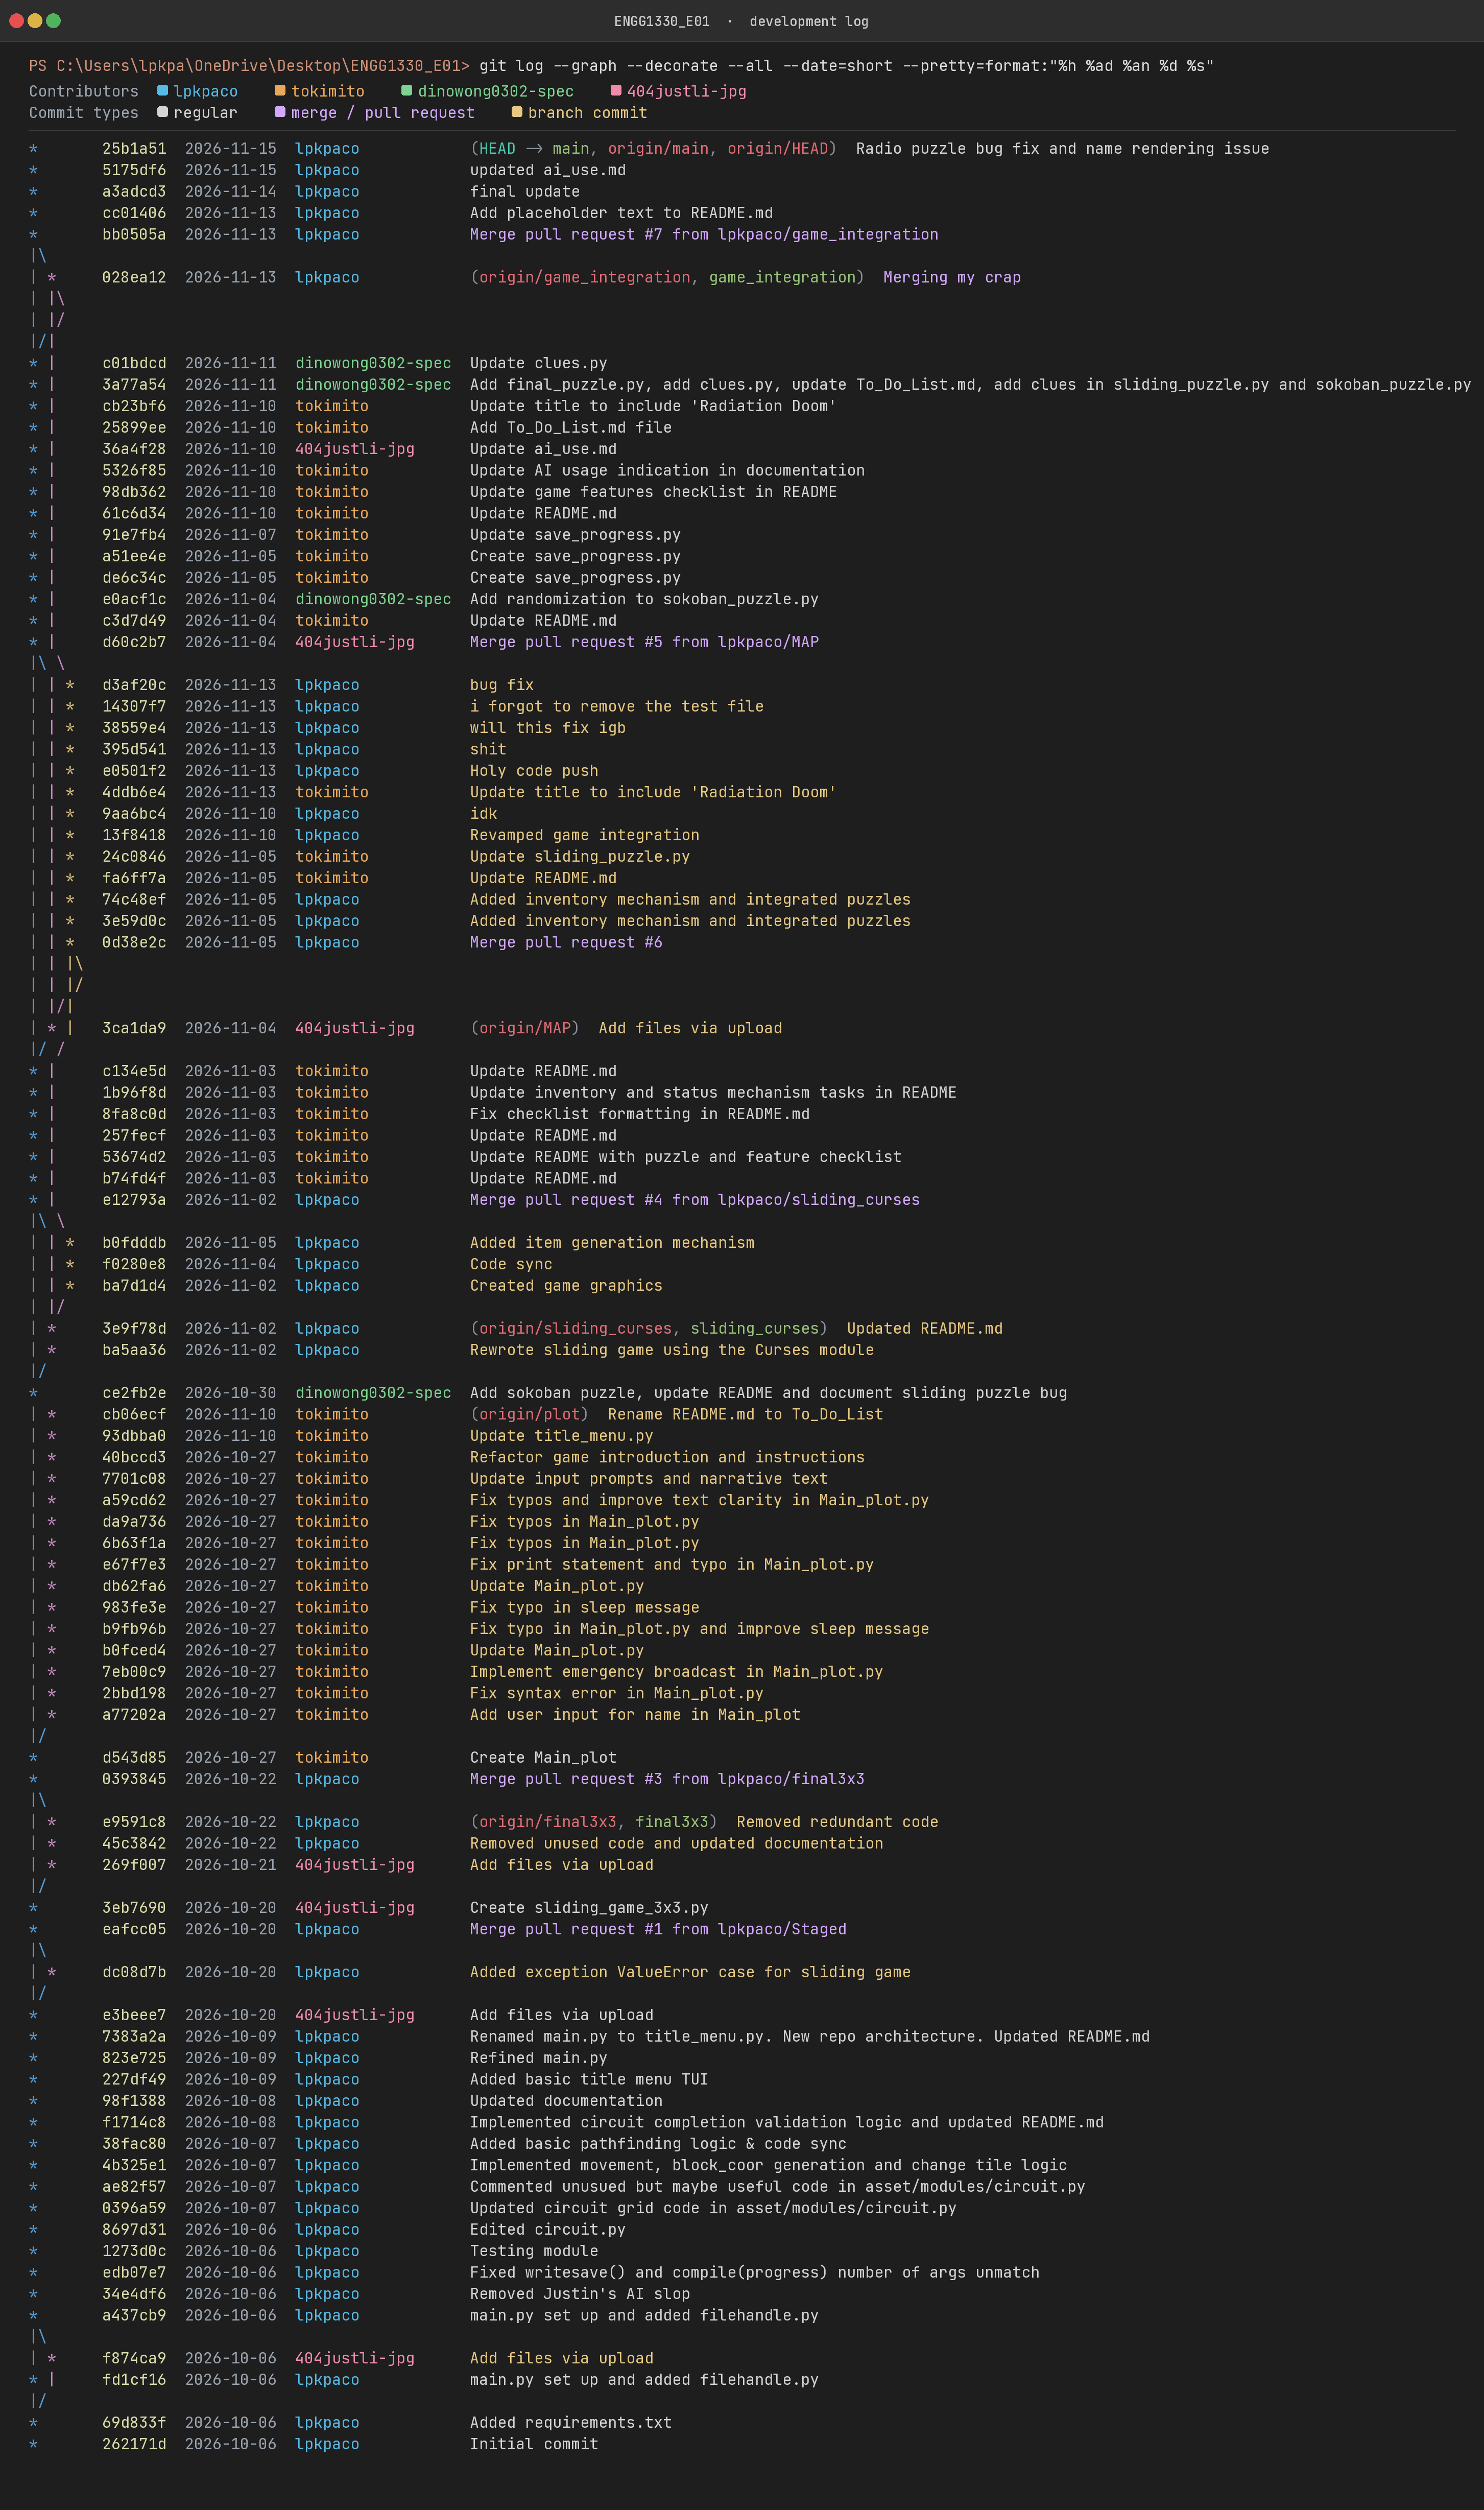 ENGG1330_E01 · development log
PS C:\Users\lpkpa\OneDrive\Desktop\ENGG1330_E01> git log --graph --decorate --all --date=short --pretty=format:"%h %ad %an %d %s"
Contributors lpkpaco tokimito dinowong0302-spec 404justli-jpg
Commit types regular merge / pull request branch commit
* 25b1a51 2026-11-15 lpkpaco (HEAD -> main, origin/main, origin/HEAD) Radio puzzle bug fix and name rendering issue
* 5175df6 2026-11-15 lpkpaco updated ai_use.md
* a3adcd3 2026-11-14 lpkpaco final update
* cc01406 2026-11-13 lpkpaco Add placeholder text to README.md
* bb0505a 2026-11-13 lpkpaco Merge pull request #7 from lpkpaco/game_integration
|\
| * 028ea12 2026-11-13 lpkpaco (origin/game_integration, game_integration) Merging my crap
| |\
| |/
|/|
* | c01bdcd 2026-11-11 dinowong0302-spec Update clues.py
* | 3a77a54 2026-11-11 dinowong0302-spec Add final_puzzle.py, add clues.py, update To_Do_List.md, add clues in sliding_puzzle.py and sokoban_puzzle.py
* | cb23bf6 2026-11-10 tokimito Update title to include 'Radiation Doom'
* | 25899ee 2026-11-10 tokimito Add To_Do_List.md file
* | 36a4f28 2026-11-10 404justli-jpg Update ai_use.md
* | 5326f85 2026-11-10 tokimito Update AI usage indication in documentation
* | 98db362 2026-11-10 tokimito Update game features checklist in README
* | 61c6d34 2026-11-10 tokimito Update README.md
* | 91e7fb4 2026-11-07 tokimito Update save_progress.py
* | a51ee4e 2026-11-05 tokimito Create save_progress.py
* | de6c34c 2026-11-05 tokimito Create save_progress.py
* | e0acf1c 2026-11-04 dinowong0302-spec Add randomization to sokoban_puzzle.py
* | c3d7d49 2026-11-04 tokimito Update README.md
* | d60c2b7 2026-11-04 404justli-jpg Merge pull request #5 from lpkpaco/MAP
|\ \
| | * d3af20c 2026-11-13 lpkpaco bug fix
| | * 14307f7 2026-11-13 lpkpaco i forgot to remove the test file
| | * 38559e4 2026-11-13 lpkpaco will this fix igb
| | * 395d541 2026-11-13 lpkpaco shit
| | * e0501f2 2026-11-13 lpkpaco Holy code push
| | * 4ddb6e4 2026-11-13 tokimito Update title to include 'Radiation Doom'
| | * 9aa6bc4 2026-11-10 lpkpaco idk
| | * 13f8418 2026-11-10 lpkpaco Revamped game integration
| | * 24c0846 2026-11-05 tokimito Update sliding_puzzle.py
| | * fa6ff7a 2026-11-05 tokimito Update README.md
| | * 74c48ef 2026-11-05 lpkpaco Added inventory mechanism and integrated puzzles
| | * 3e59d0c 2026-11-05 lpkpaco Added inventory mechanism and integrated puzzles
| | * 0d38e2c 2026-11-05 lpkpaco Merge pull request #6
| | |\
| | |/
| |/|
| * | 3ca1da9 2026-11-04 404justli-jpg (origin/MAP) Add files via upload
|/ /
* | c134e5d 2026-11-03 tokimito Update README.md
* | 1b96f8d 2026-11-03 tokimito Update inventory and status mechanism tasks in README
* | 8fa8c0d 2026-11-03 tokimito Fix checklist formatting in README.md
* | 257fecf 2026-11-03 tokimito Update README.md
* | 53674d2 2026-11-03 tokimito Update README with puzzle and feature checklist
* | b74fd4f 2026-11-03 tokimito Update README.md
* | e12793a 2026-11-02 lpkpaco Merge pull request #4 from lpkpaco/sliding_curses
|\ \
| | * b0fdddb 2026-11-05 lpkpaco Added item generation mechanism
| | * f0280e8 2026-11-04 lpkpaco Code sync
| | * ba7d1d4 2026-11-02 lpkpaco Created game graphics
| |/
| * 3e9f78d 2026-11-02 lpkpaco (origin/sliding_curses, sliding_curses) Updated README.md
| * ba5aa36 2026-11-02 lpkpaco Rewrote sliding game using the Curses module
|/
* ce2fb2e 2026-10-30 dinowong0302-spec Add sokoban puzzle, update README and document sliding puzzle bug
| * cb06ecf 2026-11-10 tokimito (origin/plot) Rename README.md to To_Do_List
| * 93dbba0 2026-11-10 tokimito Update title_menu.py
| * 40bccd3 2026-10-27 tokimito Refactor game introduction and instructions
| * 7701c08 2026-10-27 tokimito Update input prompts and narrative text
| * a59cd62 2026-10-27 tokimito Fix typos and improve text clarity in Main_plot.py
| * da9a736 2026-10-27 tokimito Fix typos in Main_plot.py
| * 6b63f1a 2026-10-27 tokimito Fix typos in Main_plot.py
| * e67f7e3 2026-10-27 tokimito Fix print statement and typo in Main_plot.py
| * db62fa6 2026-10-27 tokimito Update Main_plot.py
| * 983fe3e 2026-10-27 tokimito Fix typo in sleep message
| * b9fb96b 2026-10-27 tokimito Fix typo in Main_plot.py and improve sleep message
| * b0fced4 2026-10-27 tokimito Update Main_plot.py
| * 7eb00c9 2026-10-27 tokimito Implement emergency broadcast in Main_plot.py
| * 2bbd198 2026-10-27 tokimito Fix syntax error in Main_plot.py
| * a77202a 2026-10-27 tokimito Add user input for name in Main_plot
|/
* d543d85 2026-10-27 tokimito Create Main_plot
* 0393845 2026-10-22 lpkpaco Merge pull request #3 from lpkpaco/final3x3
|\
| * e9591c8 2026-10-22 lpkpaco (origin/final3x3, final3x3) Removed redundant code
| * 45c3842 2026-10-22 lpkpaco Removed unused code and updated documentation
| * 269f007 2026-10-21 404justli-jpg Add files via upload
|/
* 3eb7690 2026-10-20 404justli-jpg Create sliding_game_3x3.py
* eafcc05 2026-10-20 lpkpaco Merge pull request #1 from lpkpaco/Staged
|\
| * dc08d7b 2026-10-20 lpkpaco Added exception ValueError case for sliding game
|/
* e3beee7 2026-10-20 404justli-jpg Add files via upload
* 7383a2a 2026-10-09 lpkpaco Renamed main.py to title_menu.py. New repo architecture. Updated README.md
* 823e725 2026-10-09 lpkpaco Refined main.py
* 227df49 2026-10-09 lpkpaco Added basic title menu TUI
* 98f1388 2026-10-08 lpkpaco Updated documentation
* f1714c8 2026-10-08 lpkpaco Implemented circuit completion validation logic and updated README.md
* 38fac80 2026-10-07 lpkpaco Added basic pathfinding logic & code sync
* 4b325e1 2026-10-07 lpkpaco Implemented movement, block_coor generation and change tile logic
* ae82f57 2026-10-07 lpkpaco Commented unusued but maybe useful code in asset/modules/circuit.py
* 0396a59 2026-10-07 lpkpaco Updated circuit grid code in asset/modules/circuit.py
* 8697d31 2026-10-06 lpkpaco Edited circuit.py
* 1273d0c 2026-10-06 lpkpaco Testing module
* edb07e7 2026-10-06 lpkpaco Fixed writesave() and compile(progress) number of args unmatch
* 34e4df6 2026-10-06 lpkpaco Removed Justin's AI slop
* a437cb9 2026-10-06 lpkpaco main.py set up and added filehandle.py
|\
| * f874ca9 2026-10-06 404justli-jpg Add files via upload
* | fd1cf16 2026-10-06 lpkpaco main.py set up and added filehandle.py
|/
* 69d833f 2026-10-06 lpkpaco Added requirements.txt
* 262171d 2026-10-06 lpkpaco Initial commit